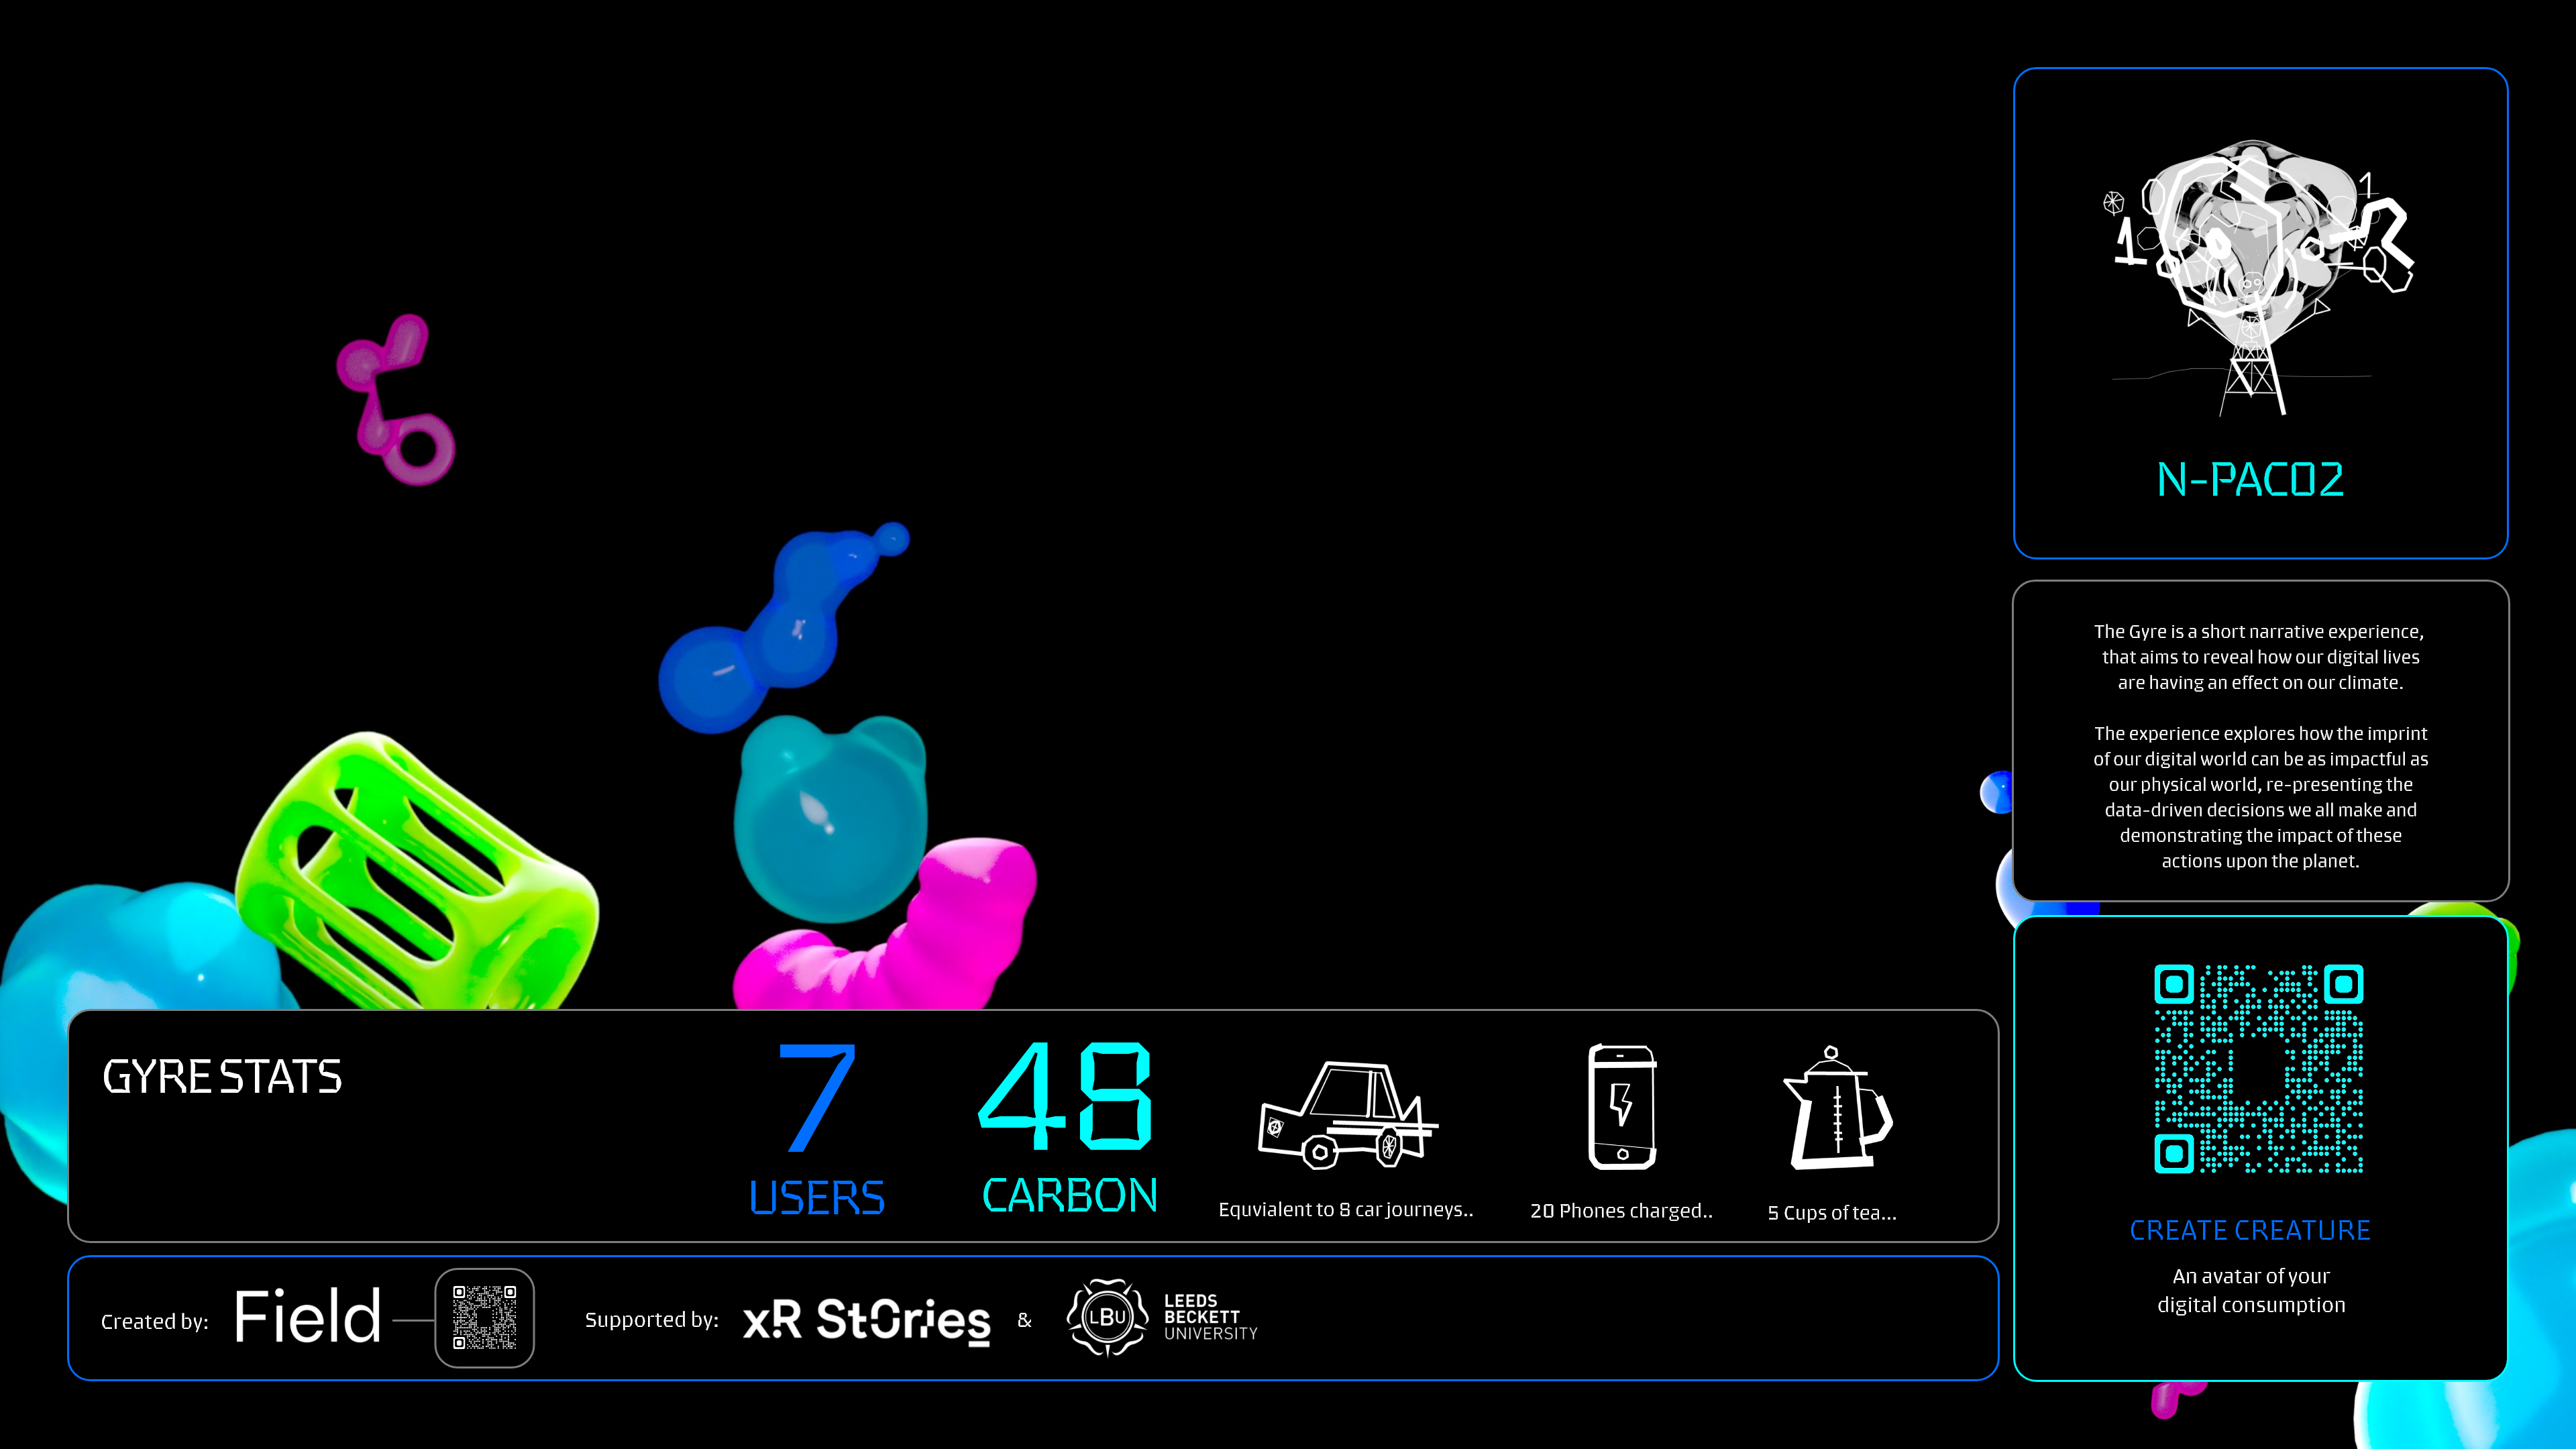 1
1
N-PACO2
The Gyre is a short narrative experience,
that aims to reveal how our digital lives
are having an effect on our climate.
The experience explores how the imprint
of our digital world can be as impactful as
our physical world, re-presenting the
data-driven decisions we all make and
demonstrating the impact of these
actions upon the planet.
GYRE STATS
7
USERS
48
CARBON
Equvialent to 8 car journeys..
20 Phones charged..
5 Cups of tea...
CREATE CREATURE
An avatar of your
digital consumption
Created by:
Field
Supported by:
xR Stories
&
LBU
LEEDS
BECKETT
UNIVERSITY